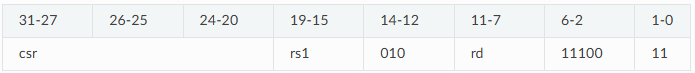 31-27 26-25 24-20 19-15 14-12 11-7 6-2 1-0
csr rs1 010 rd 11100 11